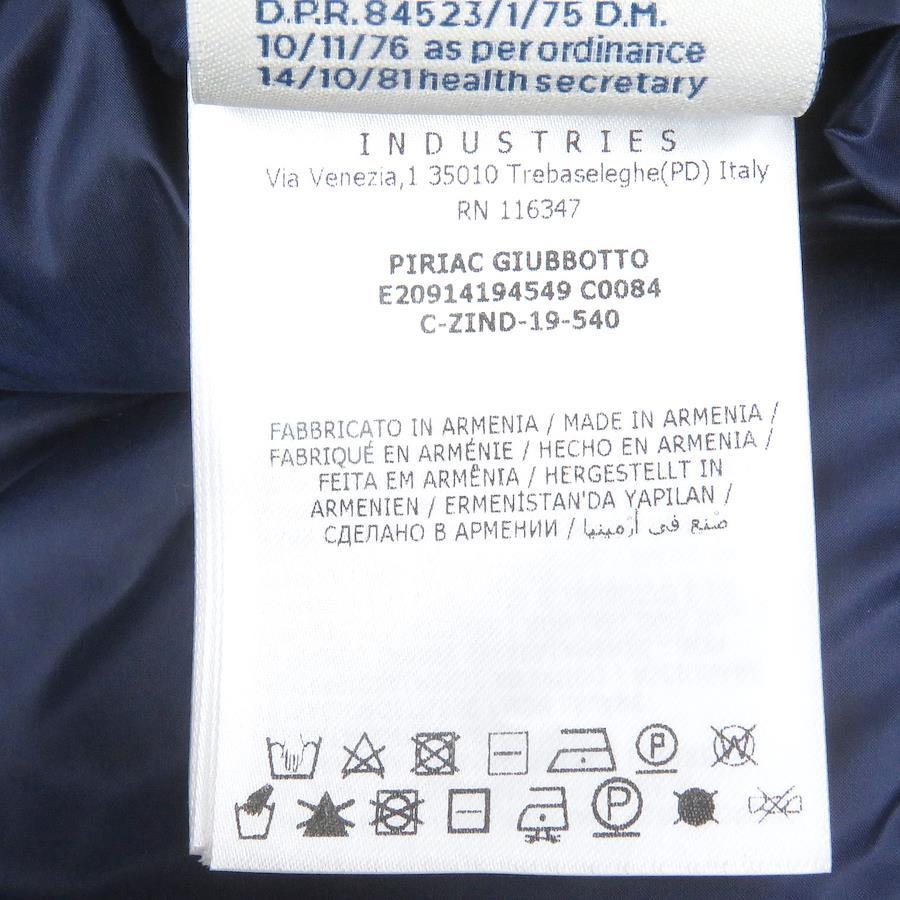 D.P.R. 84523/1/75 D.M.
10/11/76 as per ordinance
14/10/81 health secretary
INDUSTRIES
Via Venezia,1 35010 Trebaseleghe(PD) Italy
RN 116347
PIRIAC GIUBBOTTO
E20914194549 C0084
C-ZIND-19-540
FABBRICATO IN ARMENIA / MADE IN ARMENIA /
FABRIQUÉ EN ARMÉNIE / HECHO EN ARMENIA /
FEITA EM ARMÊNIA / HERGESTELLT IN
ARMENIEN / ERMENİSTAN'DA YAPILAN /
СДЕЛАНО В АРМЕНИИ / صنع في أرمينيا
P W
P